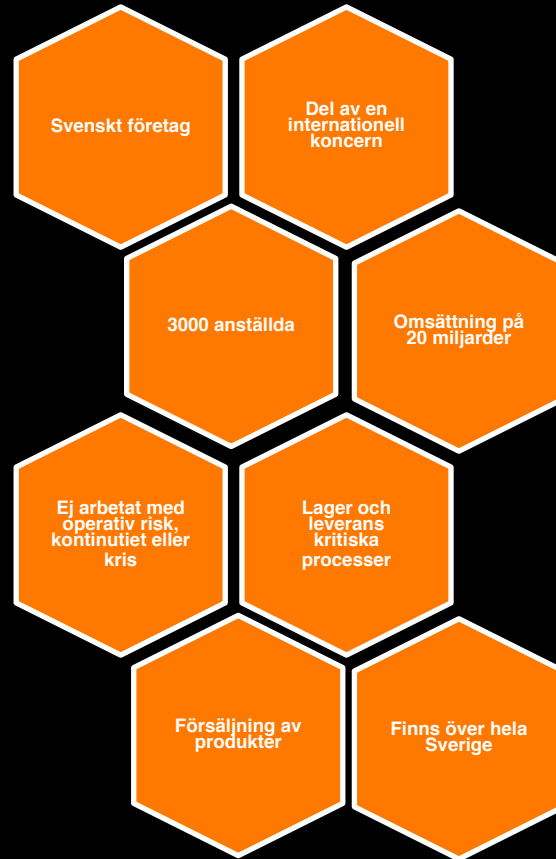 Svenskt företag
Del av en
internationell
koncern
3000 anställda
Omsättning på
20 miljarder
Ej arbetat med
operativ risk,
kontinutiet eller
kris
Lager och
leverans
kritiska
processer
Försäljning av
produkter
Finns över hela
Sverige